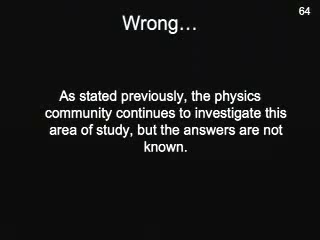 64
Wrong…
As stated previously, the physics
community continues to investigate this
area of study, but the answers are not
known.